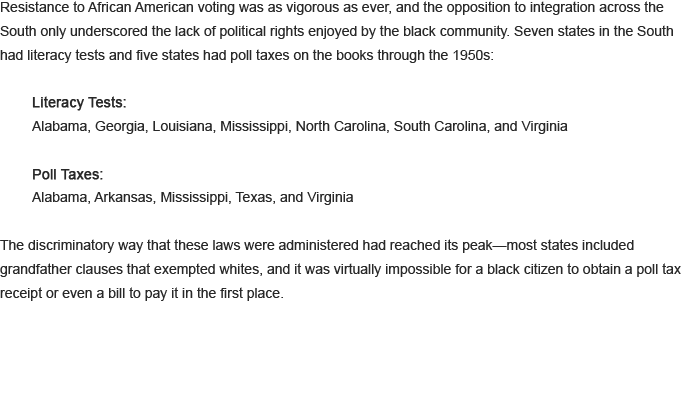 Resistance to African American voting was as vigorous as ever, and the opposition to integration across the
South only underscored the lack of political rights enjoyed by the black community. Seven states in the South
had literacy tests and five states had poll taxes on the books through the 1950s:
Literacy Tests:
Alabama, Georgia, Louisiana, Mississippi, North Carolina, South Carolina, and Virginia
Poll Taxes:
Alabama, Arkansas, Mississippi, Texas, and Virginia
The discriminatory way that these laws were administered had reached its peak—most states included
grandfather clauses that exempted whites, and it was virtually impossible for a black citizen to obtain a poll tax
receipt or even a bill to pay it in the first place.